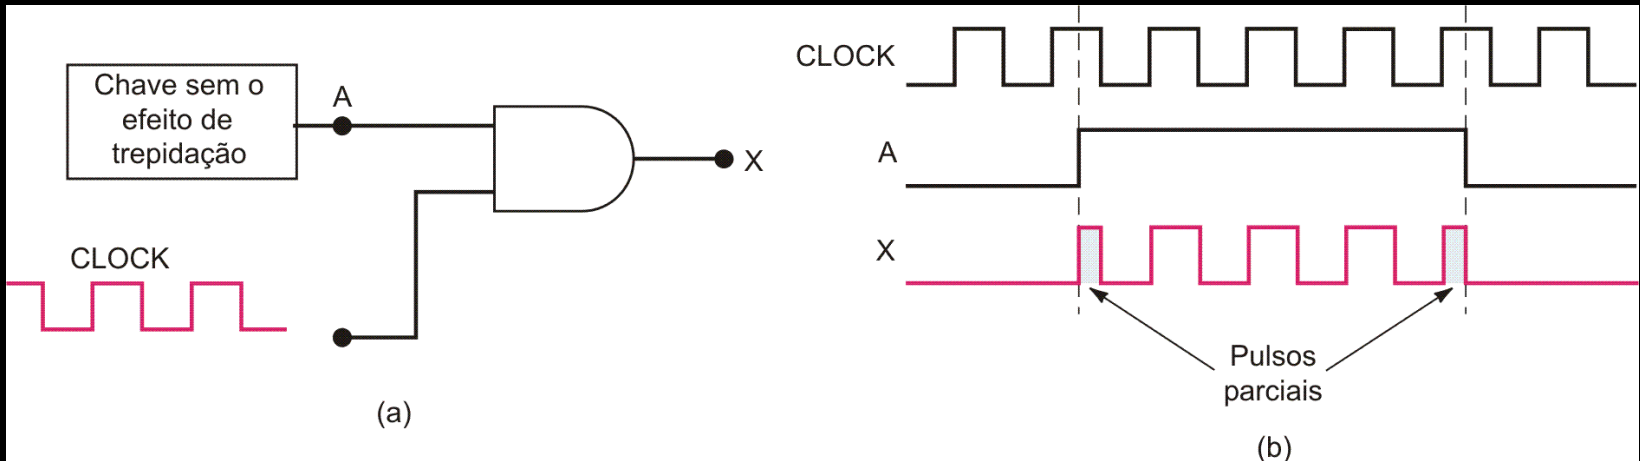 Chave sem o
efeito de
trepidação
A
X
CLOCK
(a)
CLOCK
A
X
Pulsos
parciais
(b)